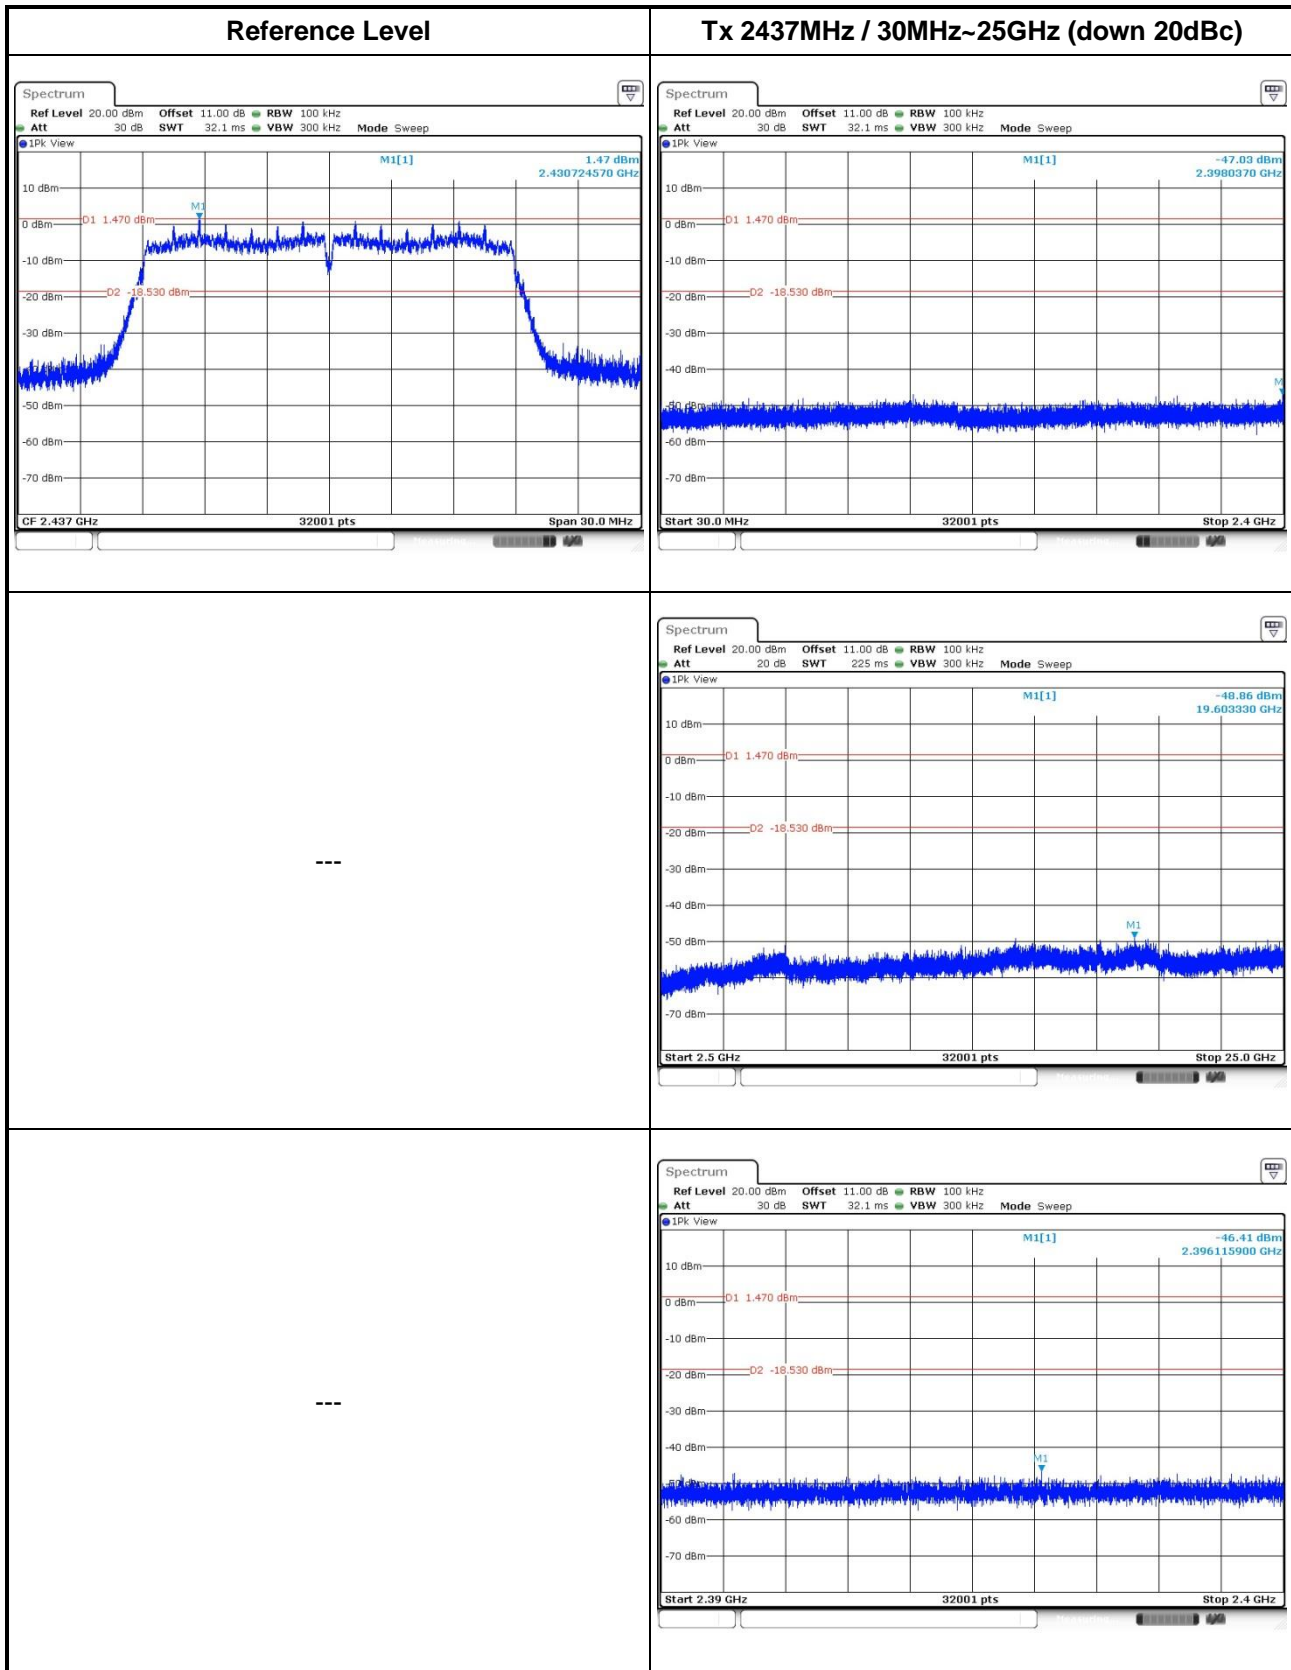 Reference Level
Tx 2437MHz / 30MHz~25GHz (down 20dBc)
Spectrum
Ref Level 20.00 dBm Offset 11.00 dB RBW 100 kHz
Att 30 dB SWT 32.1 ms VBW 300 kHz Mode Sweep
1Pk View
M1[1] 1.47 dBm
2.430724570 GHz
10 dBm
M1
D1 1.470 dBm
0 dBm
-10 dBm
D2 -18.530 dBm
-20 dBm
-30 dBm
-50 dBm
-60 dBm
-70 dBm
CF 2.437 GHz 32001 pts Span 30.0 MHz
Spectrum
Ref Level 20.00 dBm Offset 11.00 dB RBW 100 kHz
Att 30 dB SWT 32.1 ms VBW 300 kHz Mode Sweep
1Pk View
M1[1] -47.03 dBm
2.3980370 GHz
10 dBm
D1 1.470 dBm
0 dBm
-10 dBm
D2 -18.530 dBm
-20 dBm
-30 dBm
-40 dBm
-60 dBm
-70 dBm
Start 30.0 MHz 32001 pts Stop 2.4 GHz
---
Spectrum
Ref Level 20.00 dBm Offset 11.00 dB RBW 100 kHz
Att 20 dB SWT 225 ms VBW 300 kHz Mode Sweep
1Pk View
M1[1] -48.86 dBm
19.603330 GHz
10 dBm
D1 1.470 dBm
0 dBm
-10 dBm
D2 -18.530 dBm
-20 dBm
-30 dBm
-40 dBm
M1
-50 dBm
-70 dBm
Start 2.5 GHz 32001 pts Stop 25.0 GHz
---
Spectrum
Ref Level 20.00 dBm Offset 11.00 dB RBW 100 kHz
Att 30 dB SWT 32.1 ms VBW 300 kHz Mode Sweep
1Pk View
M1[1] -46.41 dBm
2.396115900 GHz
10 dBm
D1 1.470 dBm
0 dBm
-10 dBm
D2 -18.530 dBm
-20 dBm
-30 dBm
-40 dBm
M1
-60 dBm
-70 dBm
Start 2.39 GHz 32001 pts Stop 2.4 GHz